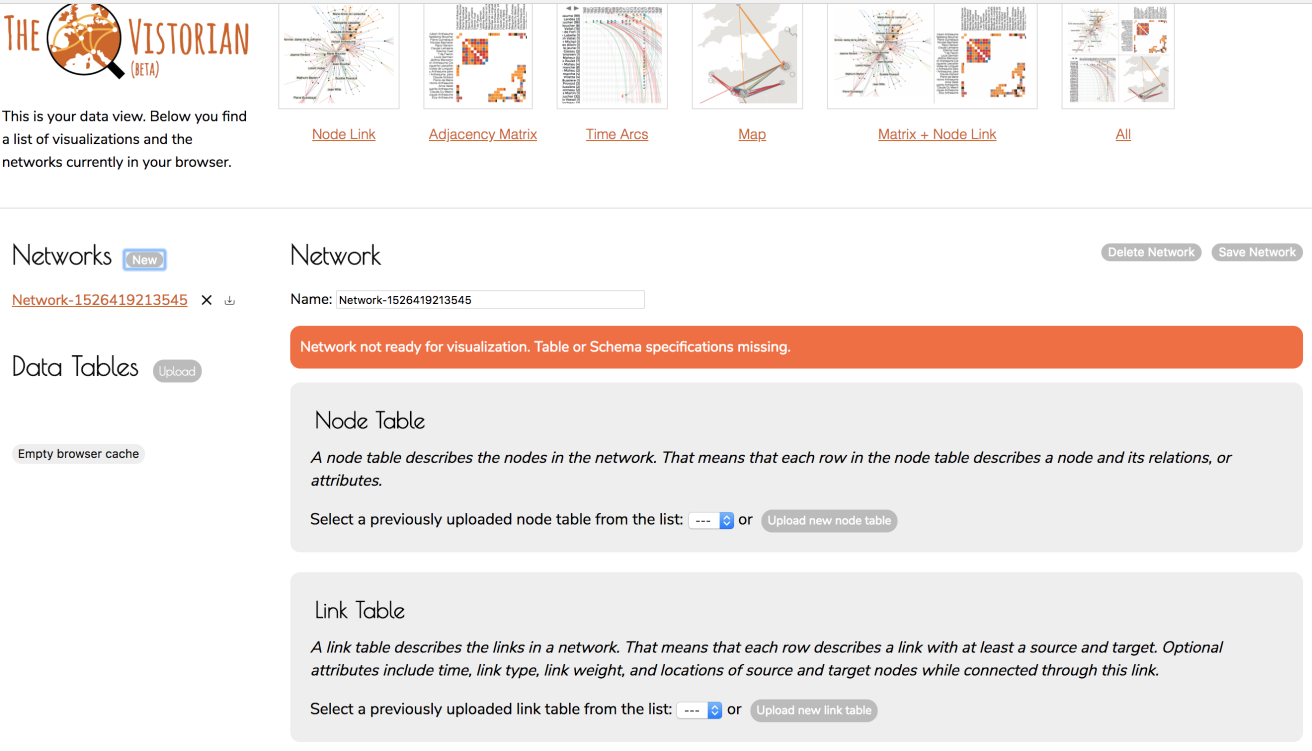 THE VISTORIAN
(BETA)
This is your data view. Below you find
a list of visualizations and the
networks currently in your browser.
Node Link
Adjacency Matrix
Time Arcs
Map
Matrix + Node Link
All
Networks New
Network-1526419213545
Data Tables Upload
Empty browser cache
Network
Delete Network Save Network
Name: Network-1526419213545
Network not ready for visualization. Table or Schema specifications missing.
Node Table
A node table describes the nodes in the network. That means that each row in the node table describes a node and its relations, or
attributes.
Select a previously uploaded node table from the list: --- or Upload new node table
Link Table
A link table describes the links in a network. That means that each row describes a link with at least a source and target. Optional
attributes include time, link type, link weight, and locations of source and target nodes while connected through this link.
Select a previously uploaded link table from the list: --- or Upload new link table